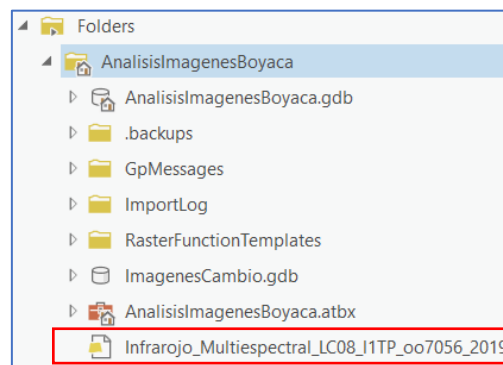 Folders
AnalisisImagenesBoyaca
AnalisisImagenesBoyaca.gdb
.backups
GpMessages
ImportLog
RasterFunctionTemplates
ImagenesCambio.gdb
AnalisisImagenesBoyaca.atbx
Infrarojo_Multiespectral_LC08_l1TP_oo7056_2019